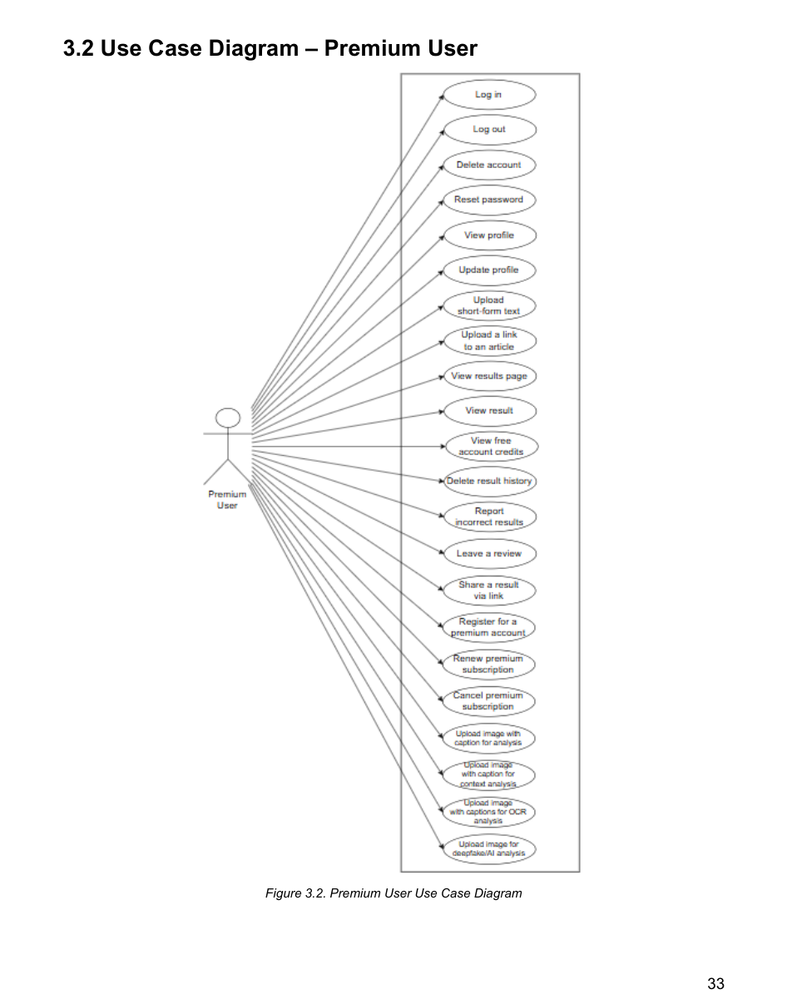 3.2 Use Case Diagram – Premium User
Log in
Log out
Delete account
Reset password
View profile
Update profile
Upload
short-form text
Upload a link
to an article
View results page
View result
View free
account credits
Delete result history
Premium
User
Report
incorrect results
Leave a review
Share a result
via link
Register for a
premium account
Renew premium
subscription
Cancel premium
subscription
Upload image with
caption for analysis
Upload image
with caption for
context analysis
Upload image
with captions for OCR
analysis
Upload image for
deepfake/AI analysis
Figure 3.2. Premium User Use Case Diagram
33